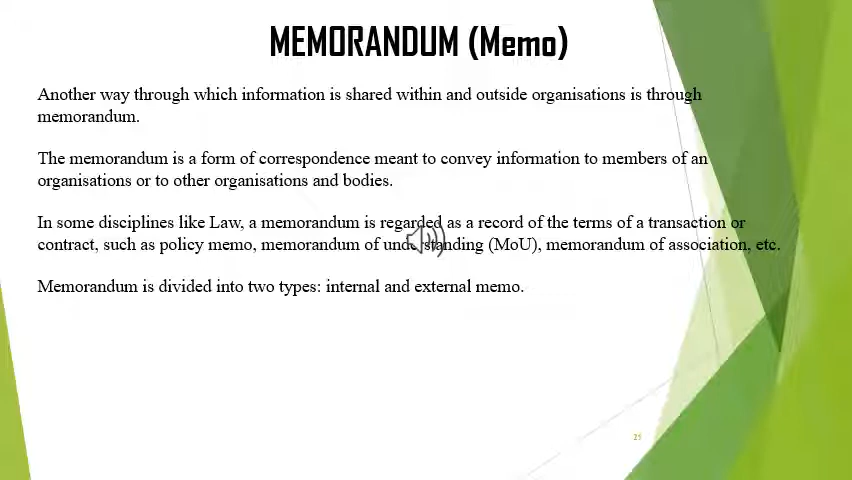 MEMORANDUM (Memo)
Another way through which information is shared within and outside organisations is through
memorandum.
The memorandum is a form of correspondence meant to convey information to members of an
organisations or to other organisations and bodies.
In some disciplines like Law, a memorandum is regarded as a record of the terms of a transaction or
contract, such as policy memo, memorandum of understanding (MoU), memorandum of association, etc.
Memorandum is divided into two types: internal and external memo.
21